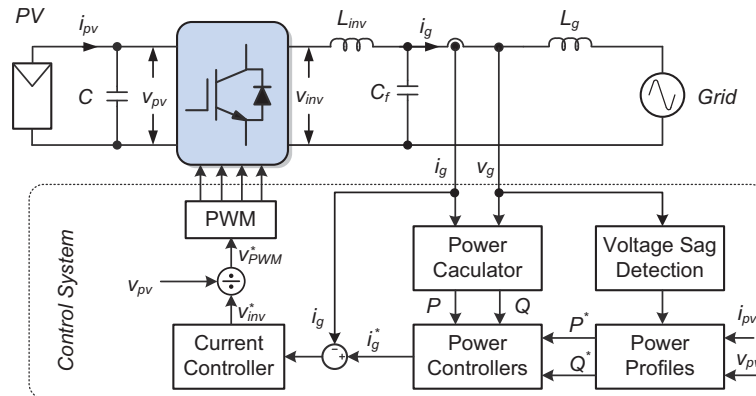 PV
i_pv
C
v_pv
v_inv
L_inv
i_g
C_f
L_g
Grid
i_g
v_g
Control System
PWM
v*_PWM
v_pv
÷
v*_inv
Current
Controller
i_g
-
+
i_g*
Power
Caculator
P
Q
Power
Controllers
Voltage Sag
Detection
P*
Q*
Power
Profiles
i_pv
v_pv